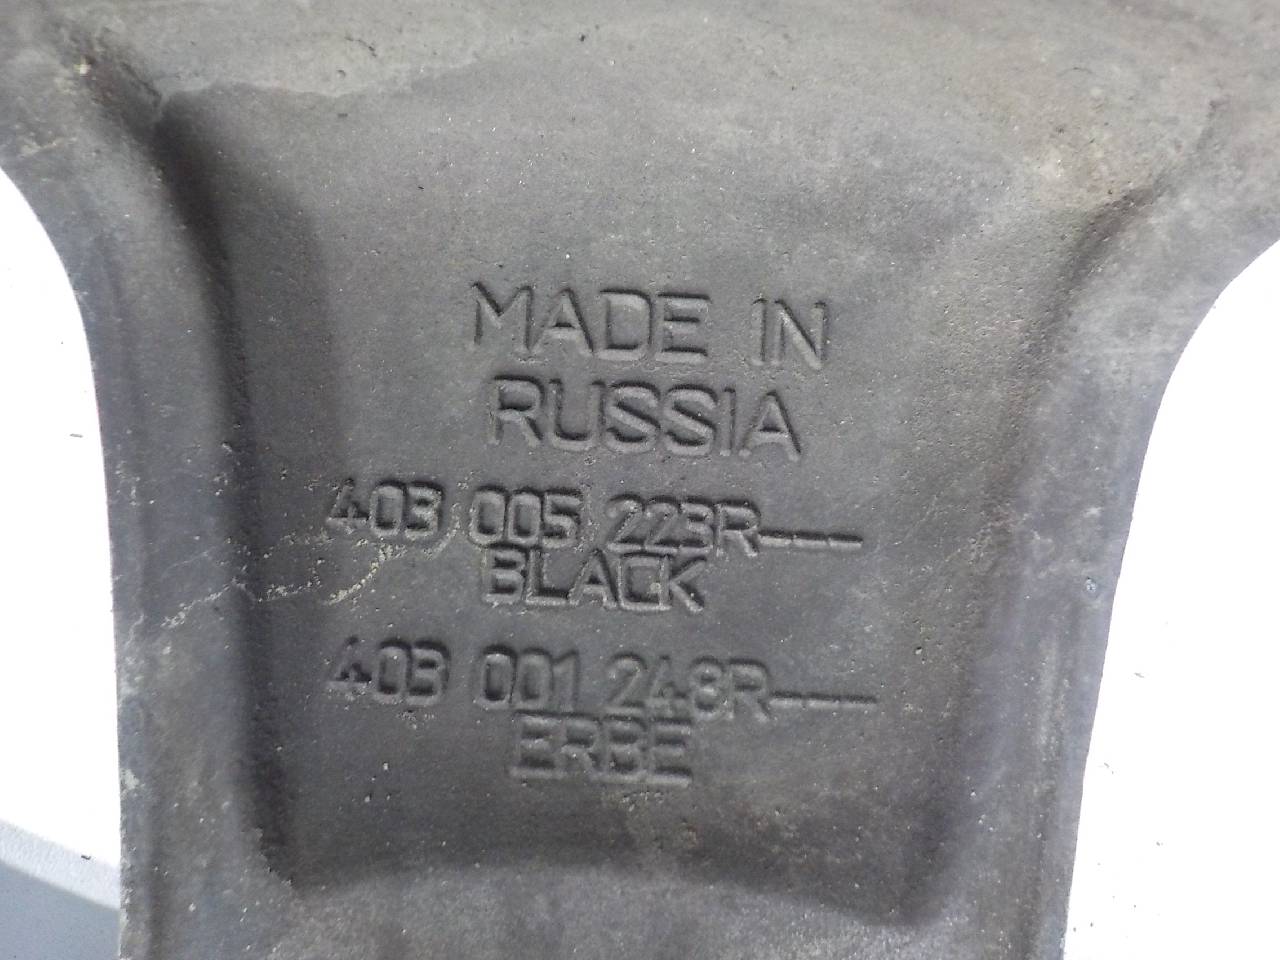 MADE IN
RUSSIA
403 005 223R----
BLACK
403 001 248R----
ERBE